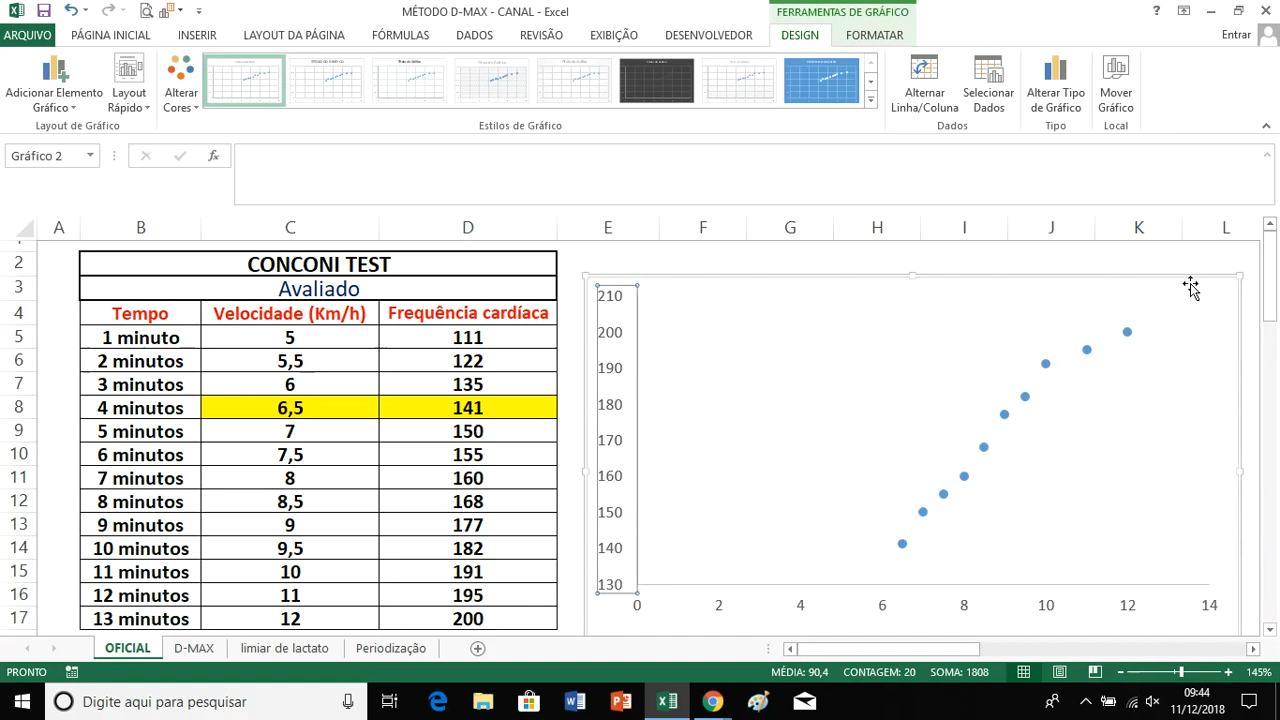 MÉTODO D-MAX - CANAL - Excel
FERRAMENTAS DE GRÁFICO
?
Entrar
ARQUIVO PÁGINA INICIAL INSERIR LAYOUT DA PÁGINA FÓRMULAS DADOS REVISÃO EXIBIÇÃO DESENVOLVEDOR DESIGN FORMATAR
Adicionar Elemento Gráfico
Layout Rápido
Alterar Cores
Alternar Linha/Coluna
Selecionar Dados
Alterar Tipo de Gráfico
Mover Gráfico
Layout de Gráfico Estilos de Gráfico Dados Tipo Local
Gráfico 2 fx
A B C D E F G H I J K L
2 CONCONI TEST
3 Avaliado
4 Tempo Velocidade (Km/h) Frequência cardíaca
5 1 minuto 5 111
6 2 minutos 5,5 122
7 3 minutos 6 135
8 4 minutos 6,5 141
9 5 minutos 7 150
10 6 minutos 7,5 155
11 7 minutos 8 160
12 8 minutos 8,5 168
13 9 minutos 9 177
14 10 minutos 9,5 182
15 11 minutos 10 191
16 12 minutos 11 195
17 13 minutos 12 200
210
200
190
180
170
160
150
140
130
0 2 4 6 8 10 12 14
OFICIAL D-MAX limiar de lactato Periodização
PRONTO MÉDIA: 90,4 CONTAGEM: 20 SOMA: 1808 145%
Digite aqui para pesquisar
09:44
11/12/2018